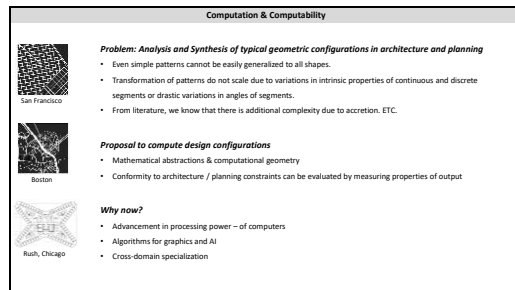 Computation & Computability
Problem: Analysis and Synthesis of typical geometric configurations in architecture and planning
• Even simple patterns cannot be easily generalized to all shapes.
• Transformation of patterns do not scale due to variations in intrinsic properties of continuous and discrete
segments or drastic variations in angles of segments.
• From literature, we know that there is additional complexity due to accretion. ETC.
San Francisco
Proposal to compute design configurations
• Mathematical abstractions & computational geometry
• Conformity to architecture / planning constraints can be evaluated by measuring properties of output
Boston
Why now?
• Advancement in processing power – of computers
• Algorithms for graphics and AI
• Cross-domain specialization
Rush, Chicago